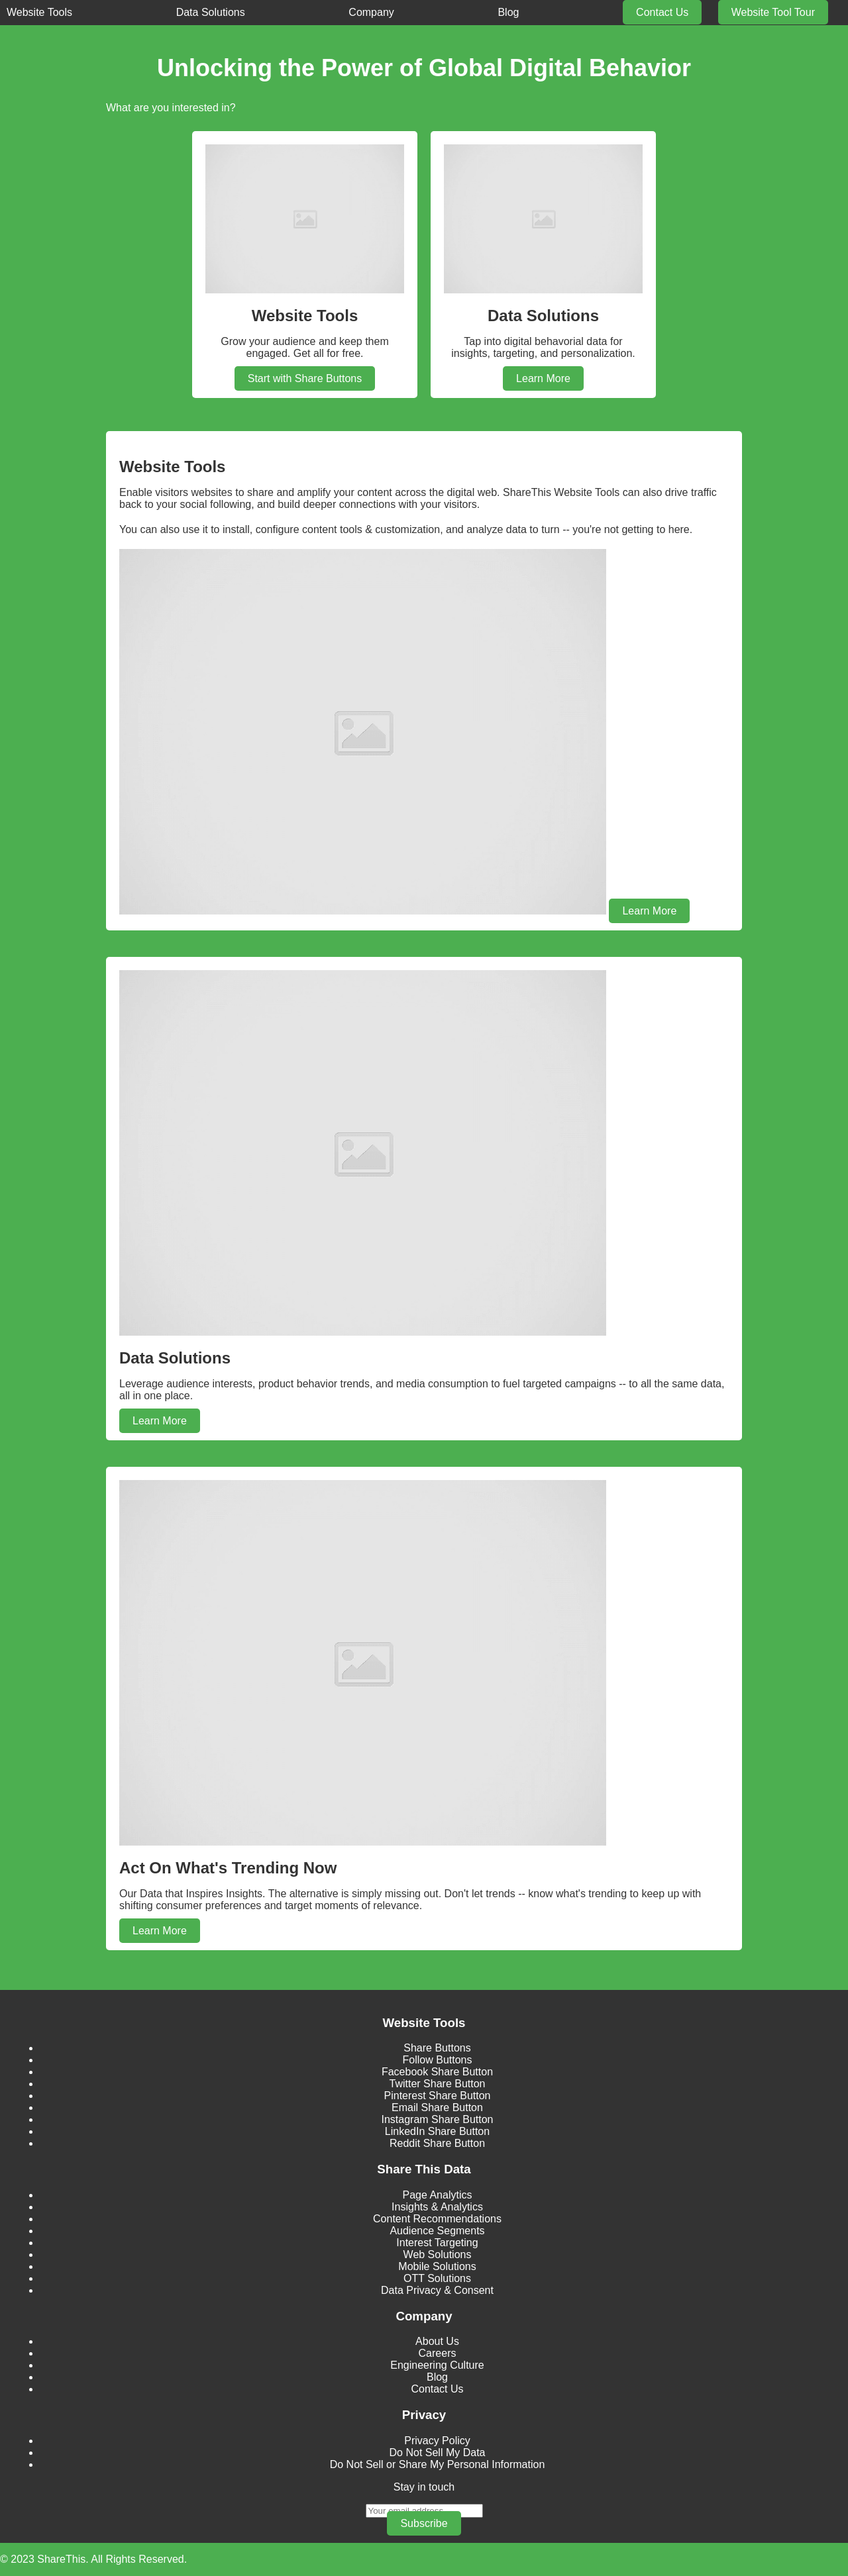 Website Tools
Data Solutions
Company
Blog
Contact Us
Website Tool Tour
Unlocking the Power of Global Digital Behavior
What are you interested in?
Website Tools
Grow your audience and keep them
engaged. Get all for free.
Start with Share Buttons
Data Solutions
Tap into digital behavorial data for
insights, targeting, and personalization.
Learn More
Website Tools
Enable visitors websites to share and amplify your content across the digital web. ShareThis Website Tools can also drive traffic
back to your social following, and build deeper connections with your visitors.
You can also use it to install, configure content tools & customization, and analyze data to turn -- you're not getting to here.
Learn More
Data Solutions
Leverage audience interests, product behavior trends, and media consumption to fuel targeted campaigns -- to all the same data,
all in one place.
Learn More
Act On What's Trending Now
Our Data that Inspires Insights. The alternative is simply missing out. Don't let trends -- know what's trending to keep up with
shifting consumer preferences and target moments of relevance.
Learn More
Website Tools
Share Buttons
Follow Buttons
Facebook Share Button
Twitter Share Button
Pinterest Share Button
Email Share Button
Instagram Share Button
LinkedIn Share Button
Reddit Share Button
Share This Data
Page Analytics
Insights & Analytics
Content Recommendations
Audience Segments
Interest Targeting
Web Solutions
Mobile Solutions
OTT Solutions
Data Privacy & Consent
Company
About Us
Careers
Engineering Culture
Blog
Contact Us
Privacy
Privacy Policy
Do Not Sell My Data
Do Not Sell or Share My Personal Information
Stay in touch
Your email address
Subscribe
© 2023 ShareThis. All Rights Reserved.